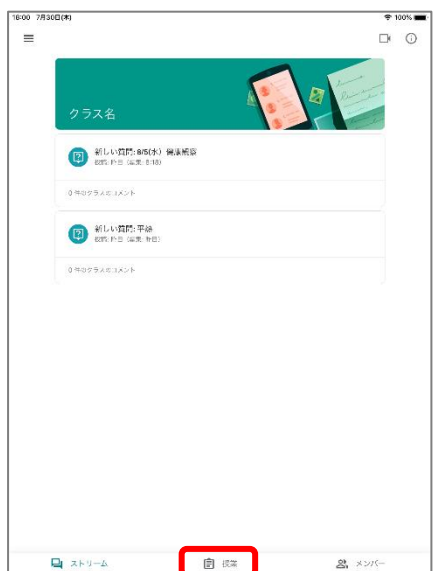 16:00 7月30日(木)
100%
クラス名
新しい質問: 8/5(水) 健康観察
0 件のクラスのコメント
新しい質問: 平熱
0 件のクラスのコメント
ストリーム
授業
メンバー